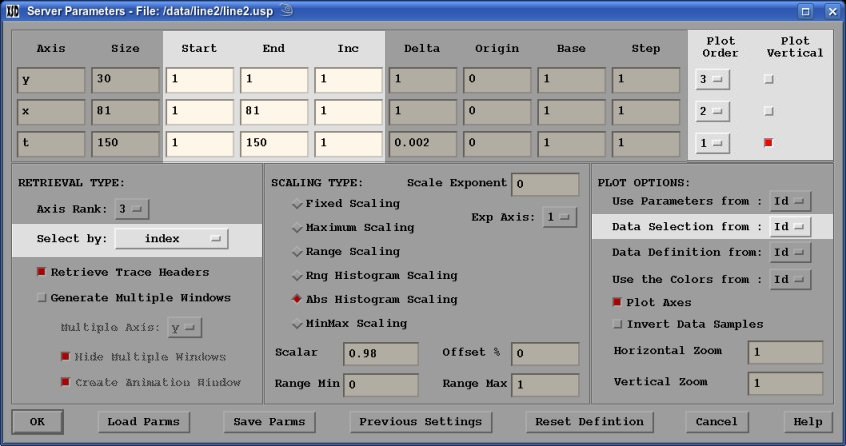 Server Parameters - File: /data/line2/line2.usp
Axis Size Start End Inc Delta Origin Base Step Plot Order Plot Vertical
y 30 1 1 1 1 0 1 1 3
x 81 1 81 1 1 0 1 1 2
t 150 1 150 1 0.002 0 1 1 1
RETRIEVAL TYPE:
Axis Rank: 3
Select by: index
Retrieve Trace Headers
Generate Multiple Windows
Multiple Axis: y
Hide Multiple Windows
Create Animation Window
SCALING TYPE: Scale Exponent 0
Fixed Scaling
Exp Axis: 1
Maximum Scaling
Range Scaling
Rng Histogram Scaling
Abs Histogram Scaling
MinMax Scaling
Scalar 0.98 Offset % 0
Range Min 0 Range Max 1
PLOT OPTIONS:
Use Parameters from : Id
Data Selection from : Id
Data Definition from: Id
Use the Colors from : Id
Plot Axes
Invert Data Samples
Horizontal Zoom 1
Vertical Zoom 1
OK Load Parms Save Parms Previous Settings Reset Defintion Cancel Help